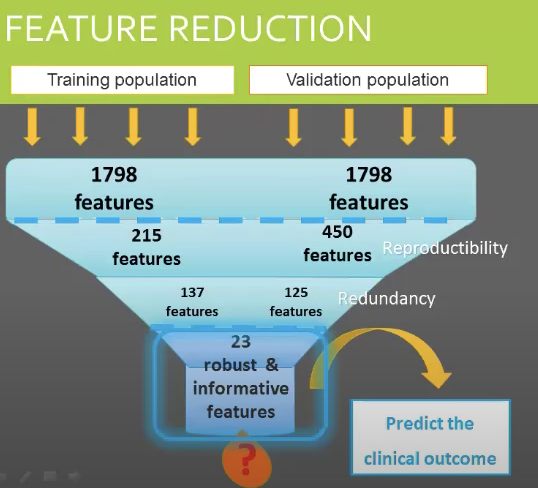 FEATURE REDUCTION
Training population
Validation population
1798
features
1798
features
215
features
450
features
Reproductibility
137
features
125
features
Redundancy
23
robust &
informative
features
?
Predict the
clinical outcome